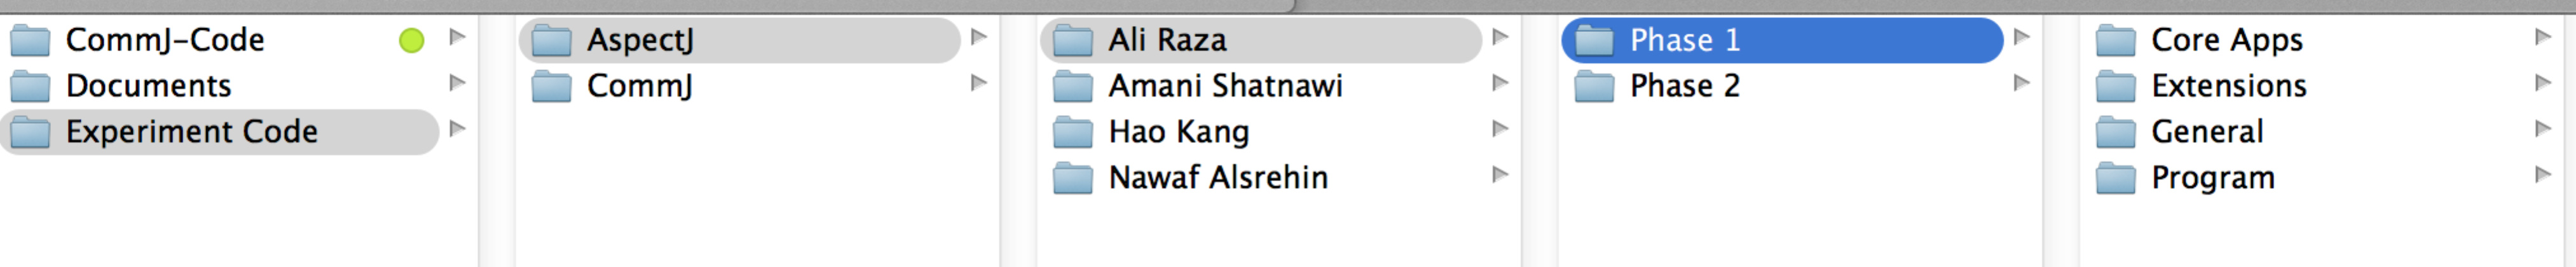 CommJ-Code
Documents
Experiment Code
AspectJ
CommJ
Ali Raza
Amani Shatnawi
Hao Kang
Nawaf Alsrehin
Phase 1
Phase 2
Core Apps
Extensions
General
Program